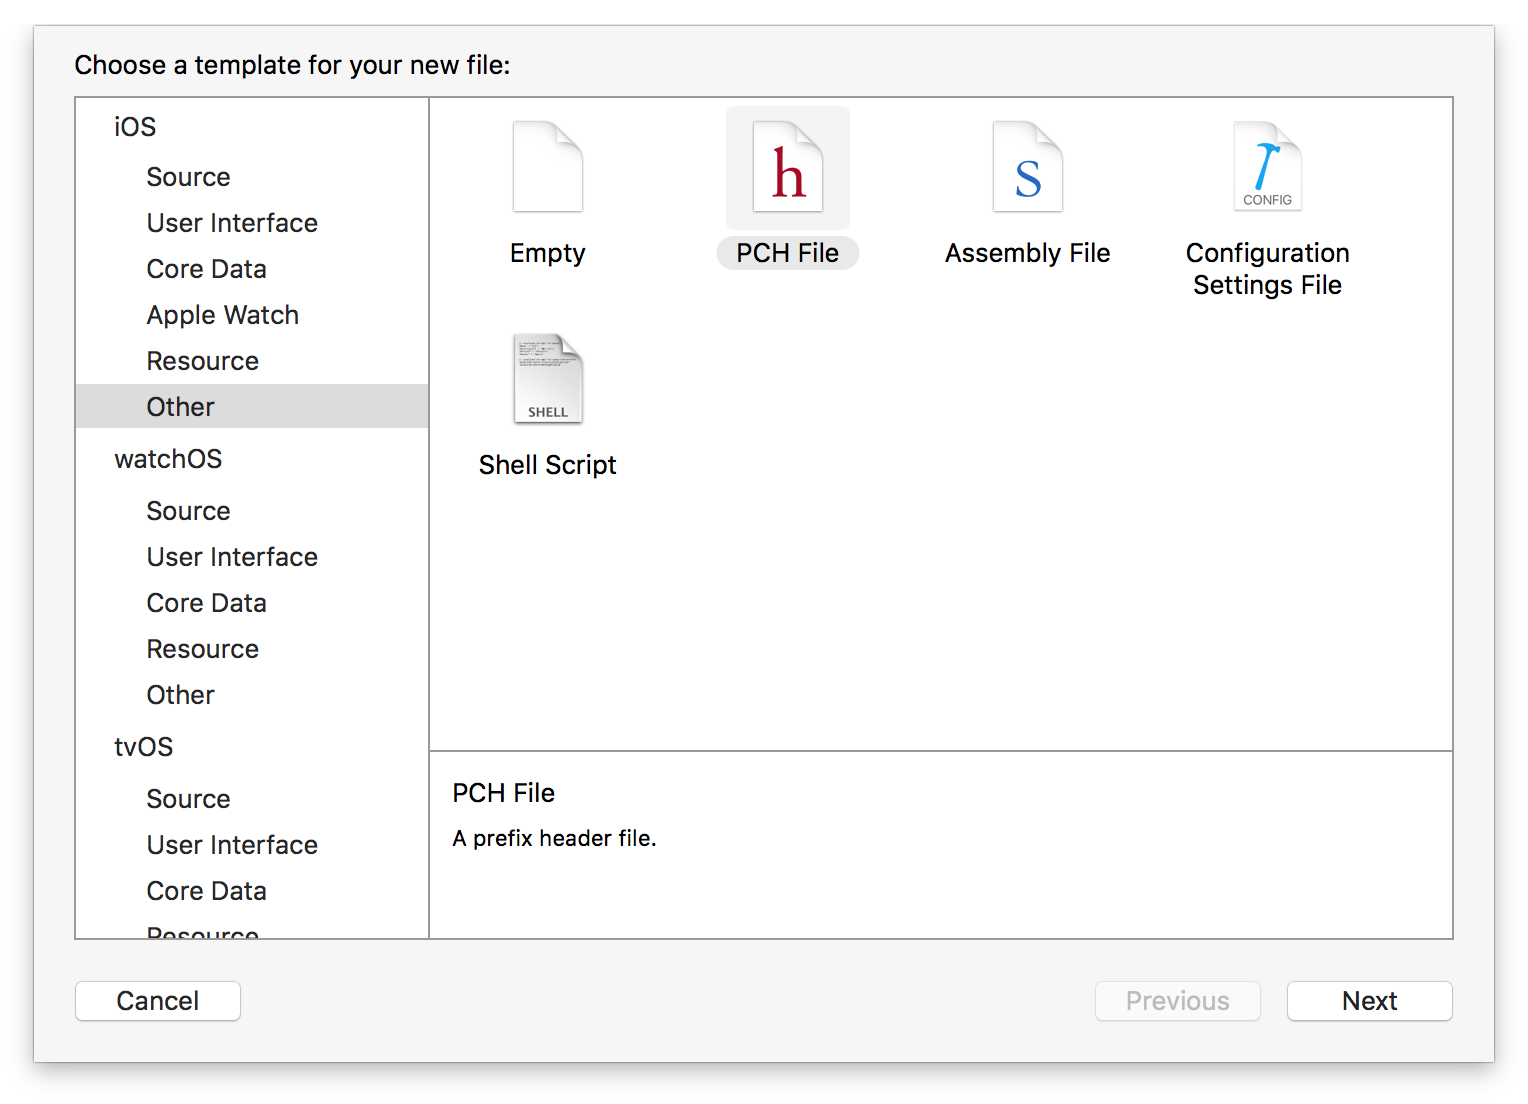 Choose a template for your new file:
iOS
Source
User Interface
Core Data
Apple Watch
Resource
Other
watchOS
Source
User Interface
Core Data
Resource
Other
tvOS
Source
User Interface
Core Data
Resource
Empty
h
PCH File
S
Assembly File
CONFIG
Configuration
Settings File
SHELL
Shell Script
PCH File
A prefix header file.
Cancel
Previous
Next